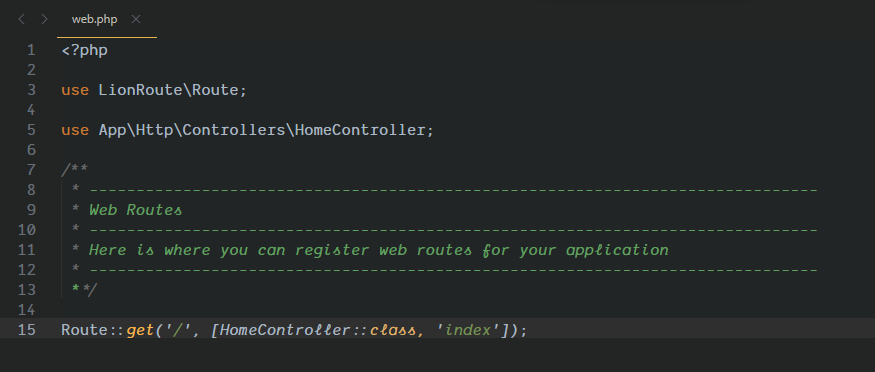 web.php
1 <?php
2
3 use LionRoute\Route;
4
5 use App\Http\Controllers\HomeController;
6
7 /**
8 * ------------------------------------------------------------------------------
9 * Web Routes
10 * ------------------------------------------------------------------------------
11 * Here is where you can register web routes for your application
12 * ------------------------------------------------------------------------------
13 **/
14
15 Route::get('/', [HomeController::class, 'index']);